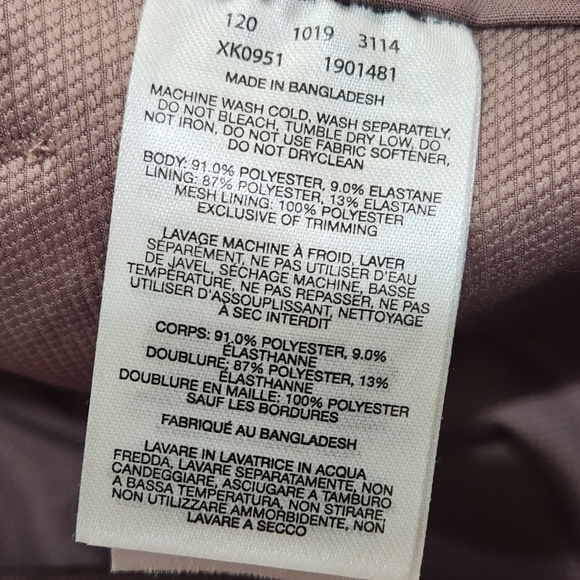 120 1019 3114
XK0951 1901481
MADE IN BANGLADESH
MACHINE WASH COLD, WASH SEPARATELY,
DO NOT BLEACH, TUMBLE DRY LOW, DO
NOT IRON, DO NOT USE FABRIC SOFTENER,
DO NOT DRYCLEAN
BODY: 91.0% POLYESTER, 9.0% ELASTANE
LINING: 87% POLYESTER, 13% ELASTANE
MESH LINING: 100% POLYESTER
EXCLUSIVE OF TRIMMING
LAVAGE MACHINE À FROID, LAVER
SÉPARÉMENT, NE PAS UTILISER D'EAU
DE JAVEL, SÉCHAGE MACHINE, BASSE
TEMPÉRATURE, NE PAS REPASSER, NE PAS
UTILISER D'ASSOUPLISSANT, NETTOYAGE
À SEC INTERDIT
CORPS: 91.0% POLYESTER, 9.0%
ÉLASTHANNE
DOUBLURE: 87% POLYESTER, 13%
ÉLASTHANNE
DOUBLURE EN MAILLE: 100% POLYESTER
SAUF LES BORDURES
FABRIQUÉ AU BANGLADESH
LAVARE IN LAVATRICE IN ACQUA
FREDDA, LAVARE SEPARATAMENTE, NON
CANDEGGIARE, ASCIUGARE A TAMBURO
A BASSA TEMPERATURA, NON STIRARE,
NON UTILIZZARE AMMORBIDENTE, NON
LAVARE A SECCO